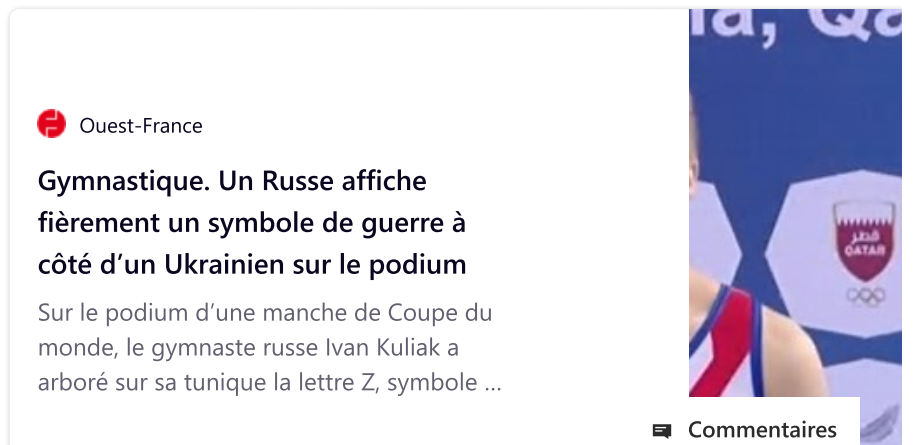 Ouest-France
Gymnastique. Un Russe affiche
fièrement un symbole de guerre à
côté d’un Ukrainien sur le podium
Sur le podium d’une manche de Coupe du
monde, le gymnaste russe Ivan Kuliak a
arboré sur sa tunique la lettre Z, symbole ...
قطر
QATAR
Commentaires